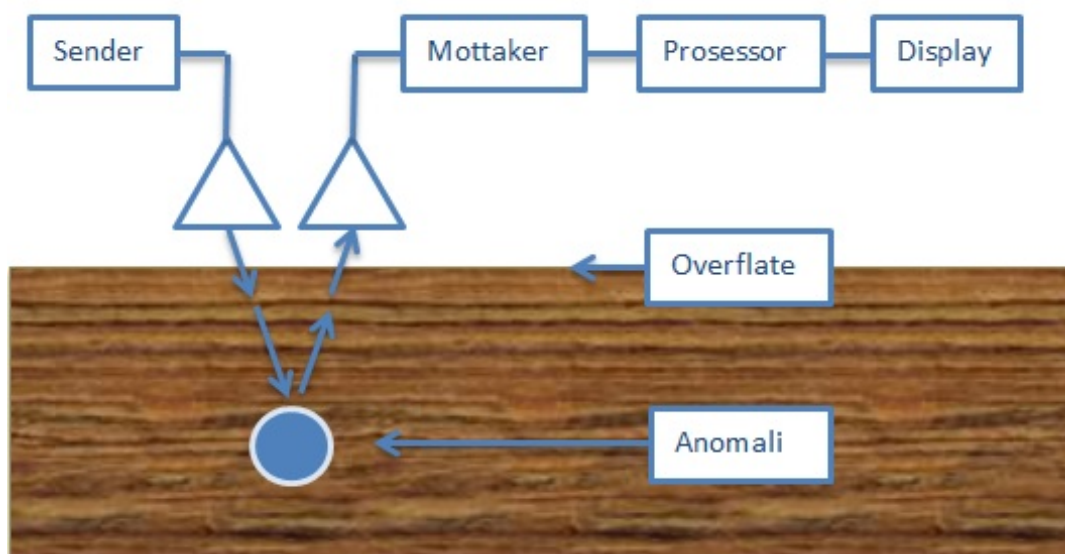 Sender
Mottaker
Prosessor
Display
Overflate
Anomali